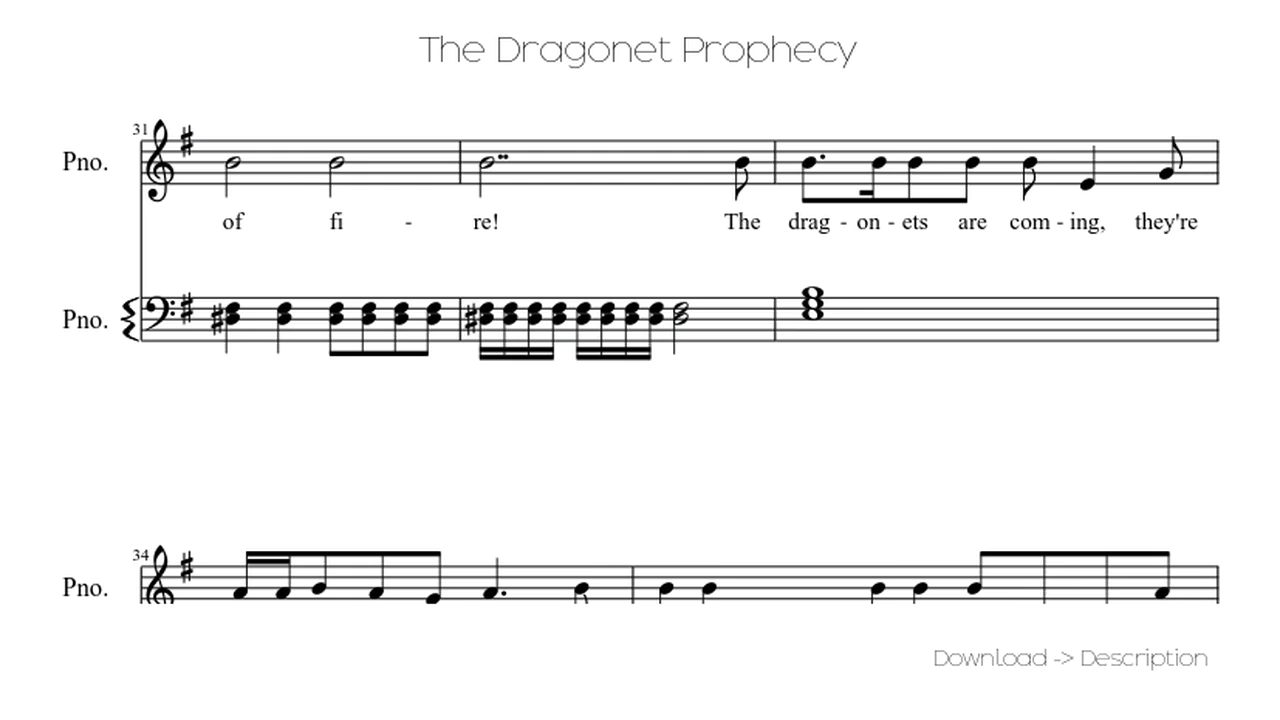 The Dragonet Prophecy
31
Pno.
of fi - re! The drag - on - ets are com - ing, they're
Pno.
34
Pno.
Download -> Description